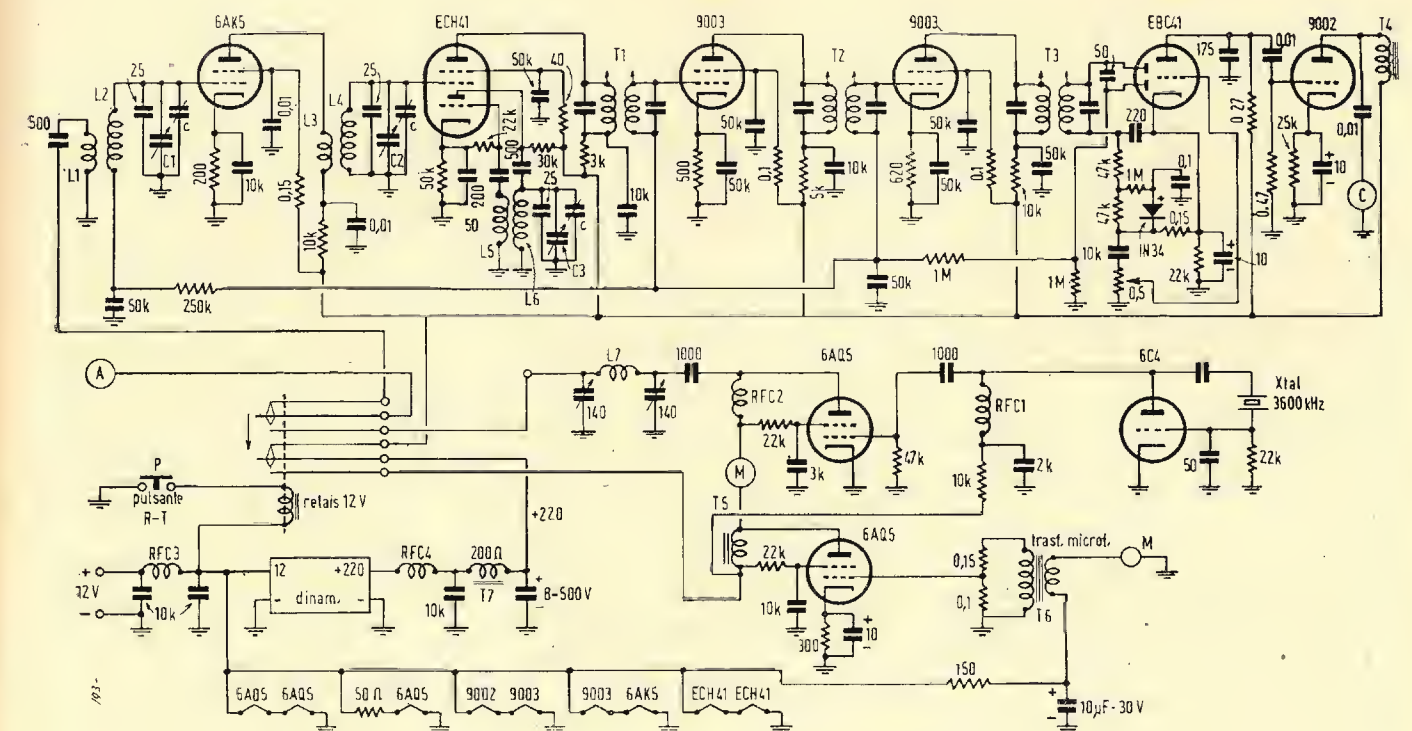 6AK5 ECH41 9003 9003 EBC41 9002 T4
500 L1 L2 25 C1 c 200 10k 0,01 0,15
L3 10k 0,01 L4 25 C2 c
50k 40 22k 500 30k 3k 10k T1
50k 200 50 L5 L6 25 C3 c
500 50k 50k 0,1 5k T2 10k
620 50k 50k 0,1 10k T3 50k
50 220 175 0,27 0,01 0,01
47k 47k 1M 0,1 1N34 0,15 10k 0,5 22k 10
0,47 25k 10 + - C
50k 250k 50k 1M 1M
A
L7 140 140 1000 RFC2 22k 3k 6AQ5 47k 1000
RFC1 10k 2k 6C4 50 22k Xtal
3600 kHz
M
P
pulsante
R-T
relais 12 V
+220
T5 22k 10k 6AQ5 300 10 + -
0,15 0,1 trasf. microf. T6 M
RFC3 12 +220 RFC4 200Ω
+ 12V -
10k dinam. - - 10k T7 + 8-500 V
150
6AQ5 6AQ5 50 Ω 6AQ5 9002 9003 9003 6AK5 ECH41 ECH41
+ - 10µF-30 V